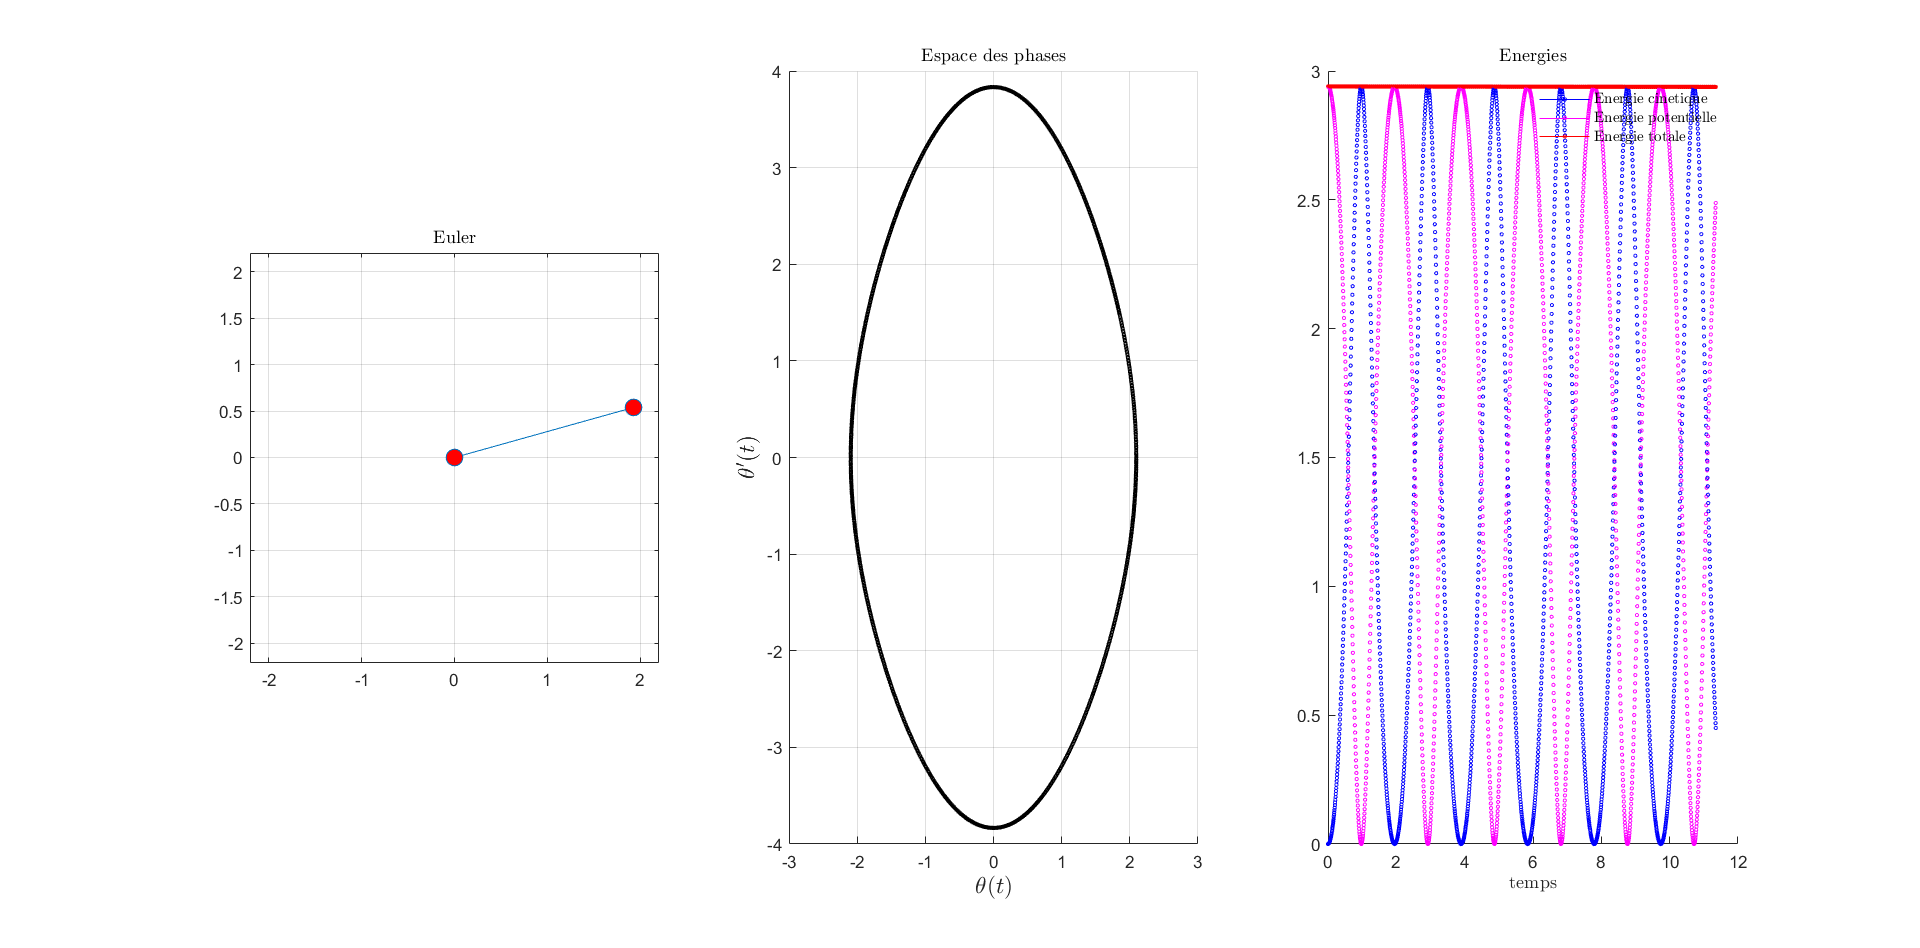 Euler
2
1.5
1
0.5
0
-0.5
-1
-1.5
-2
-2 -1 0 1 2
Espace des phases
4
3
2
1
0
-1
-2
-3
-4
θ′(t)
-3 -2 -1 0 1 2 3
θ(t)
Energies
3
2.5
2
1.5
1
0.5
0
Energie cinetique
Energie potentielle
Energie totale
0 2 4 6 8 10 12
temps